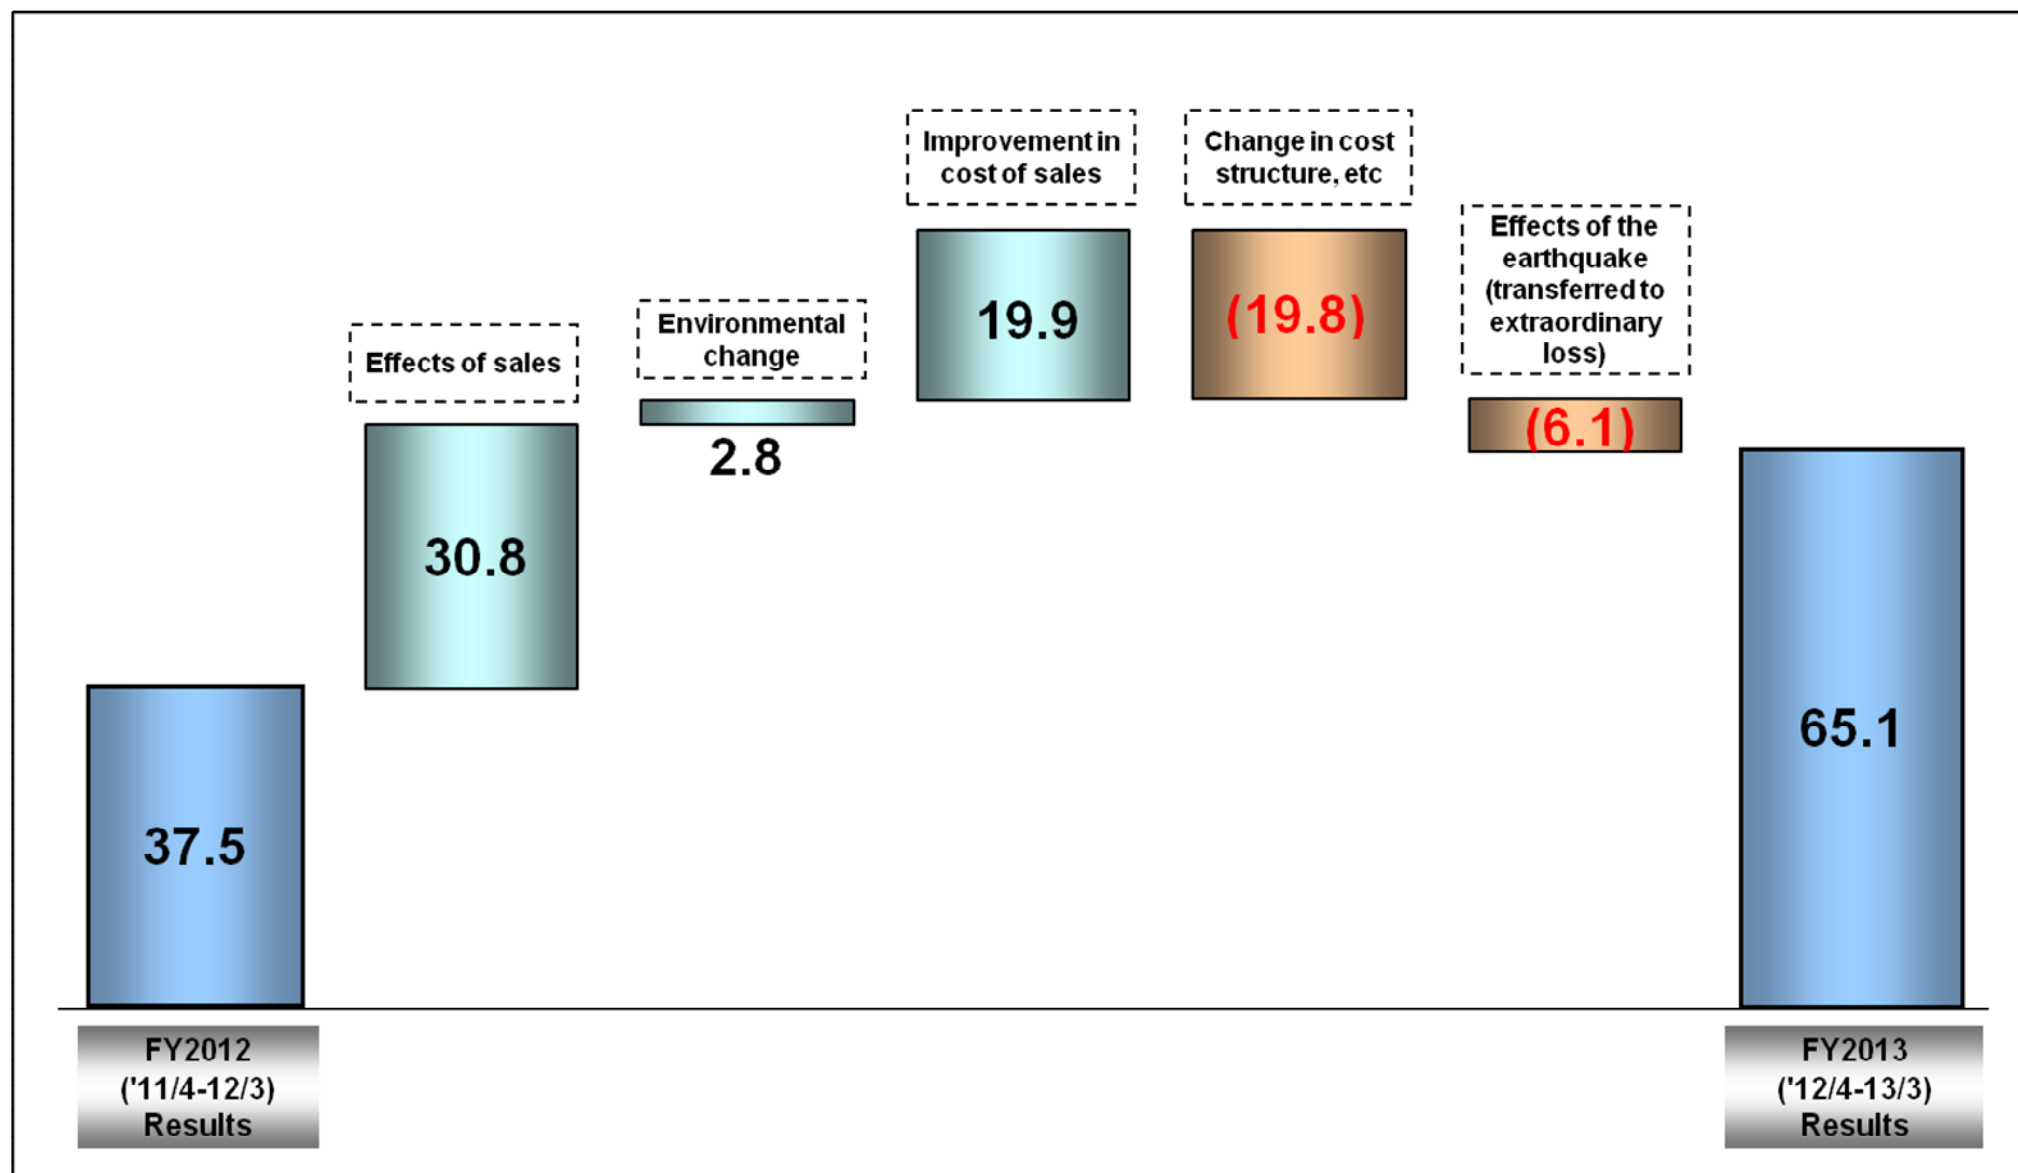 Improvement in
cost of sales
Change in cost
structure, etc
Effects of the
earthquake
(transferred to
extraordinary
loss)
Environmental
change
Effects of sales
19.9
(19.8)
(6.1)
2.8
30.8
37.5
65.1
FY2012
('11/4-12/3)
Results
FY2013
('12/4-13/3)
Results